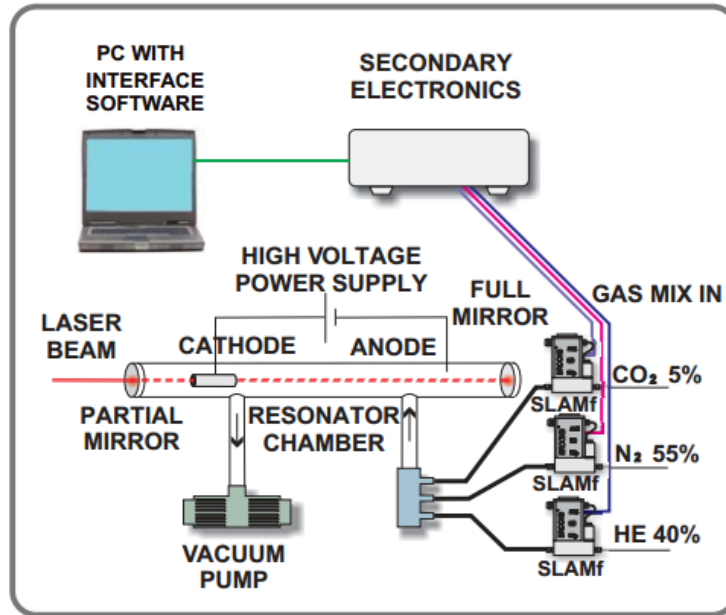 PC WITH
INTERFACE
SOFTWARE
SECONDARY
ELECTRONICS
HIGH VOLTAGE
POWER SUPPLY
FULL
MIRROR
GAS MIX IN
LASER
BEAM
CATHODE
ANODE
CO₂ 5%
SLAMf
PARTIAL
MIRROR
RESONATOR
CHAMBER
N₂ 55%
SLAMf
HE 40%
SLAMf
VACUUM
PUMP